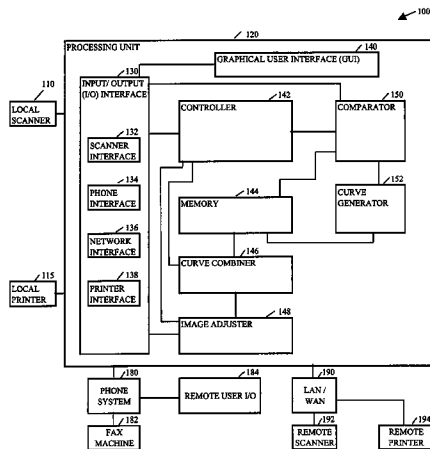 100
120
PROCESSING UNIT
140
GRAPHICAL USER INTERFACE (GUI)
110
LOCAL
SCANNER
130
INPUT/ OUTPUT
(I/O) INTERFACE
132
SCANNER
INTERFACE
134
PHONE
INTERFACE
136
NETWORK
INTERFACE
138
PRINTER
INTERFACE
142
CONTROLLER
150
COMPARATOR
144
MEMORY
152
CURVE
GENERATOR
146
CURVE COMBINER
148
IMAGE ADJUSTER
115
LOCAL
PRINTER
180
PHONE
SYSTEM
184
REMOTE USER I/O
190
LAN /
WAN
182
FAX
MACHINE
192
REMOTE
SCANNER
194
REMOTE
PRINTER